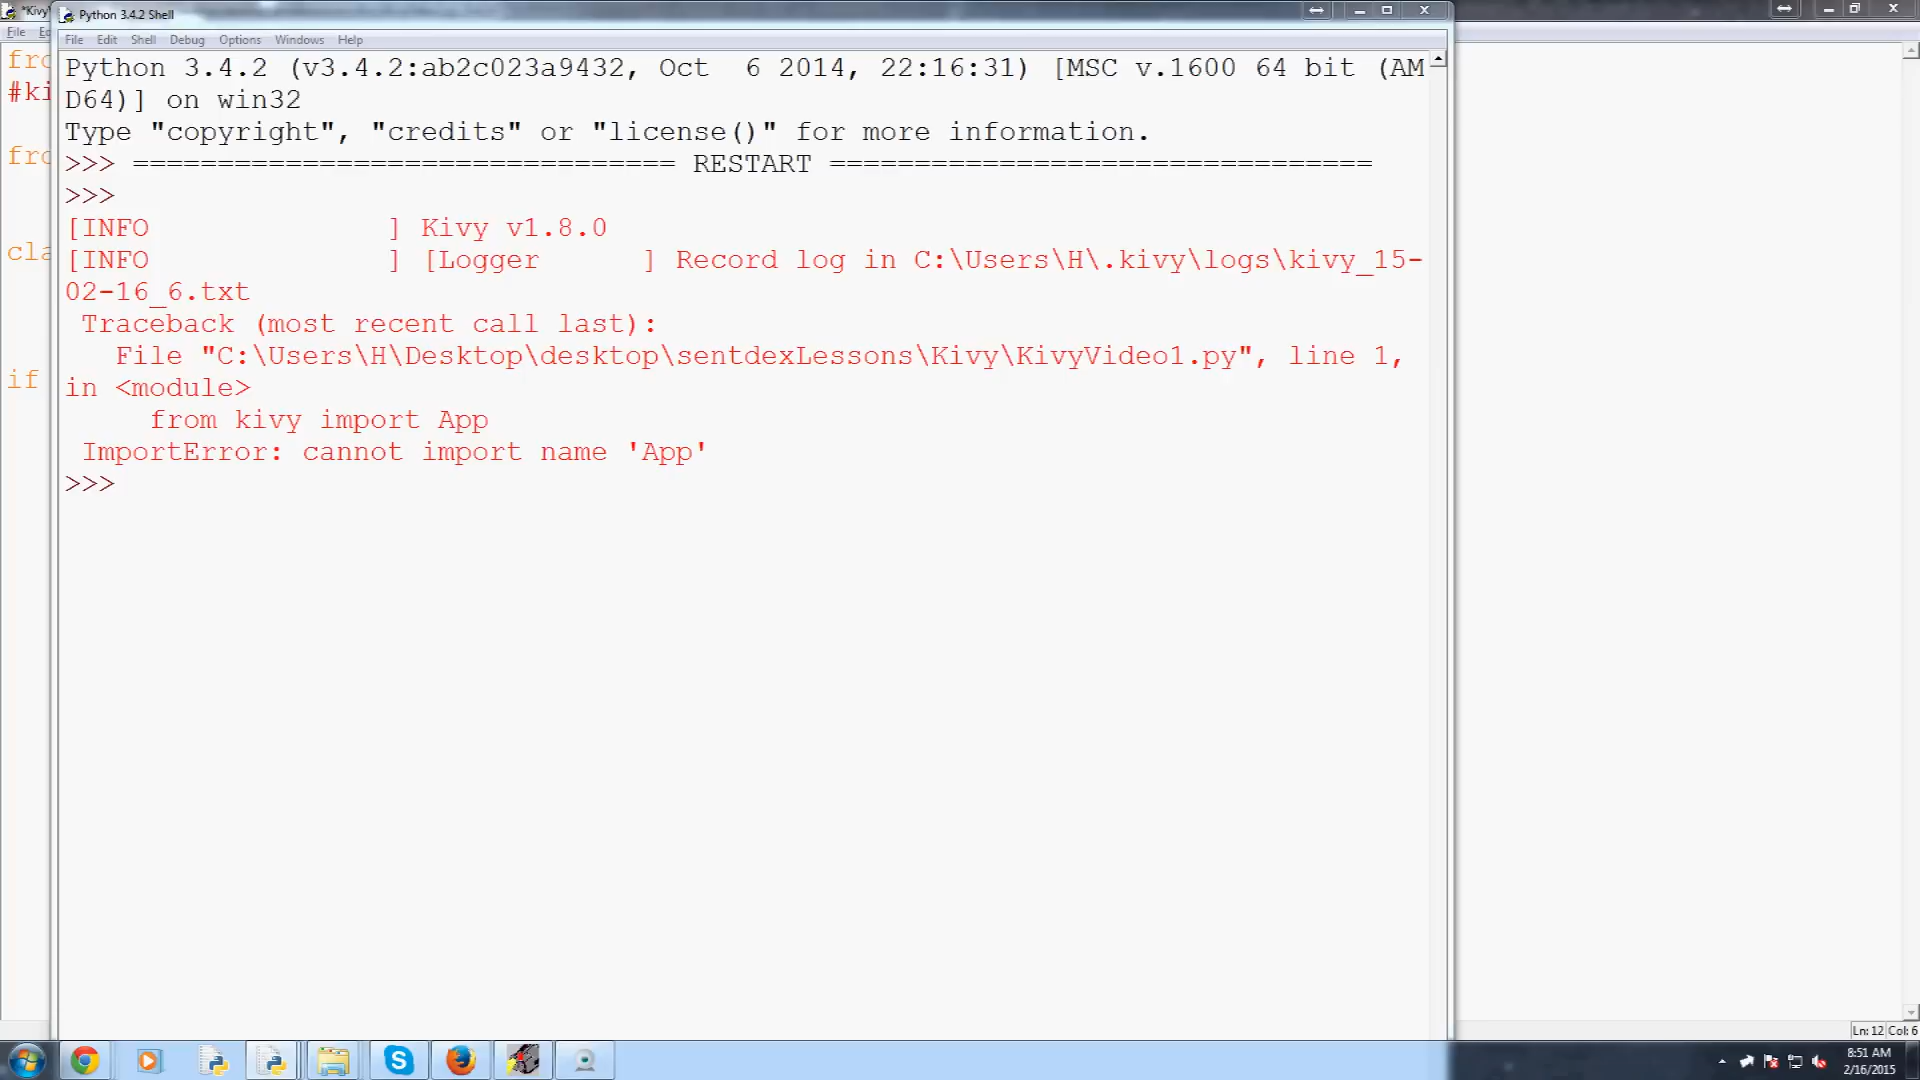 *Kivy
Python 3.4.2 Shell
File
File Edit Shell Debug Options Windows Help
Python 3.4.2 (v3.4.2:ab2c023a9432, Oct  6 2014, 22:16:31) [MSC v.1600 64 bit (AM
D64)] on win32
Type "copyright", "credits" or "license()" for more information.
>>> ================================ RESTART ================================
>>>
[INFO              ] Kivy v1.8.0
[INFO              ] [Logger      ] Record log in C:\Users\H\.kivy\logs\kivy_15-
02-16_6.txt
 Traceback (most recent call last):
   File "C:\Users\H\Desktop\desktop\sentdexLessons\Kivy\KivyVideo1.py", line 1,
in <module>
     from kivy import App
 ImportError: cannot import name 'App'
>>>
#ki
if
Ln: 12 Col: 6
8:51 AM
2/16/2015